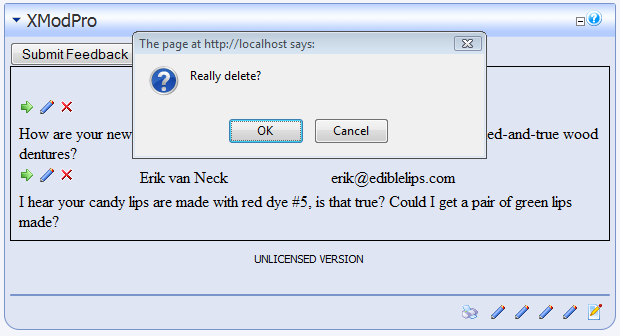 XModPro
Submit Feedback
The page at http://localhost says:
Really delete?
OK Cancel
How are your new
ed-and-true wood
dentures?
Erik van Neck erik@ediblelips.com
I hear your candy lips are made with red dye #5, is that true? Could I get a pair of green lips
made?
UNLICENSED VERSION